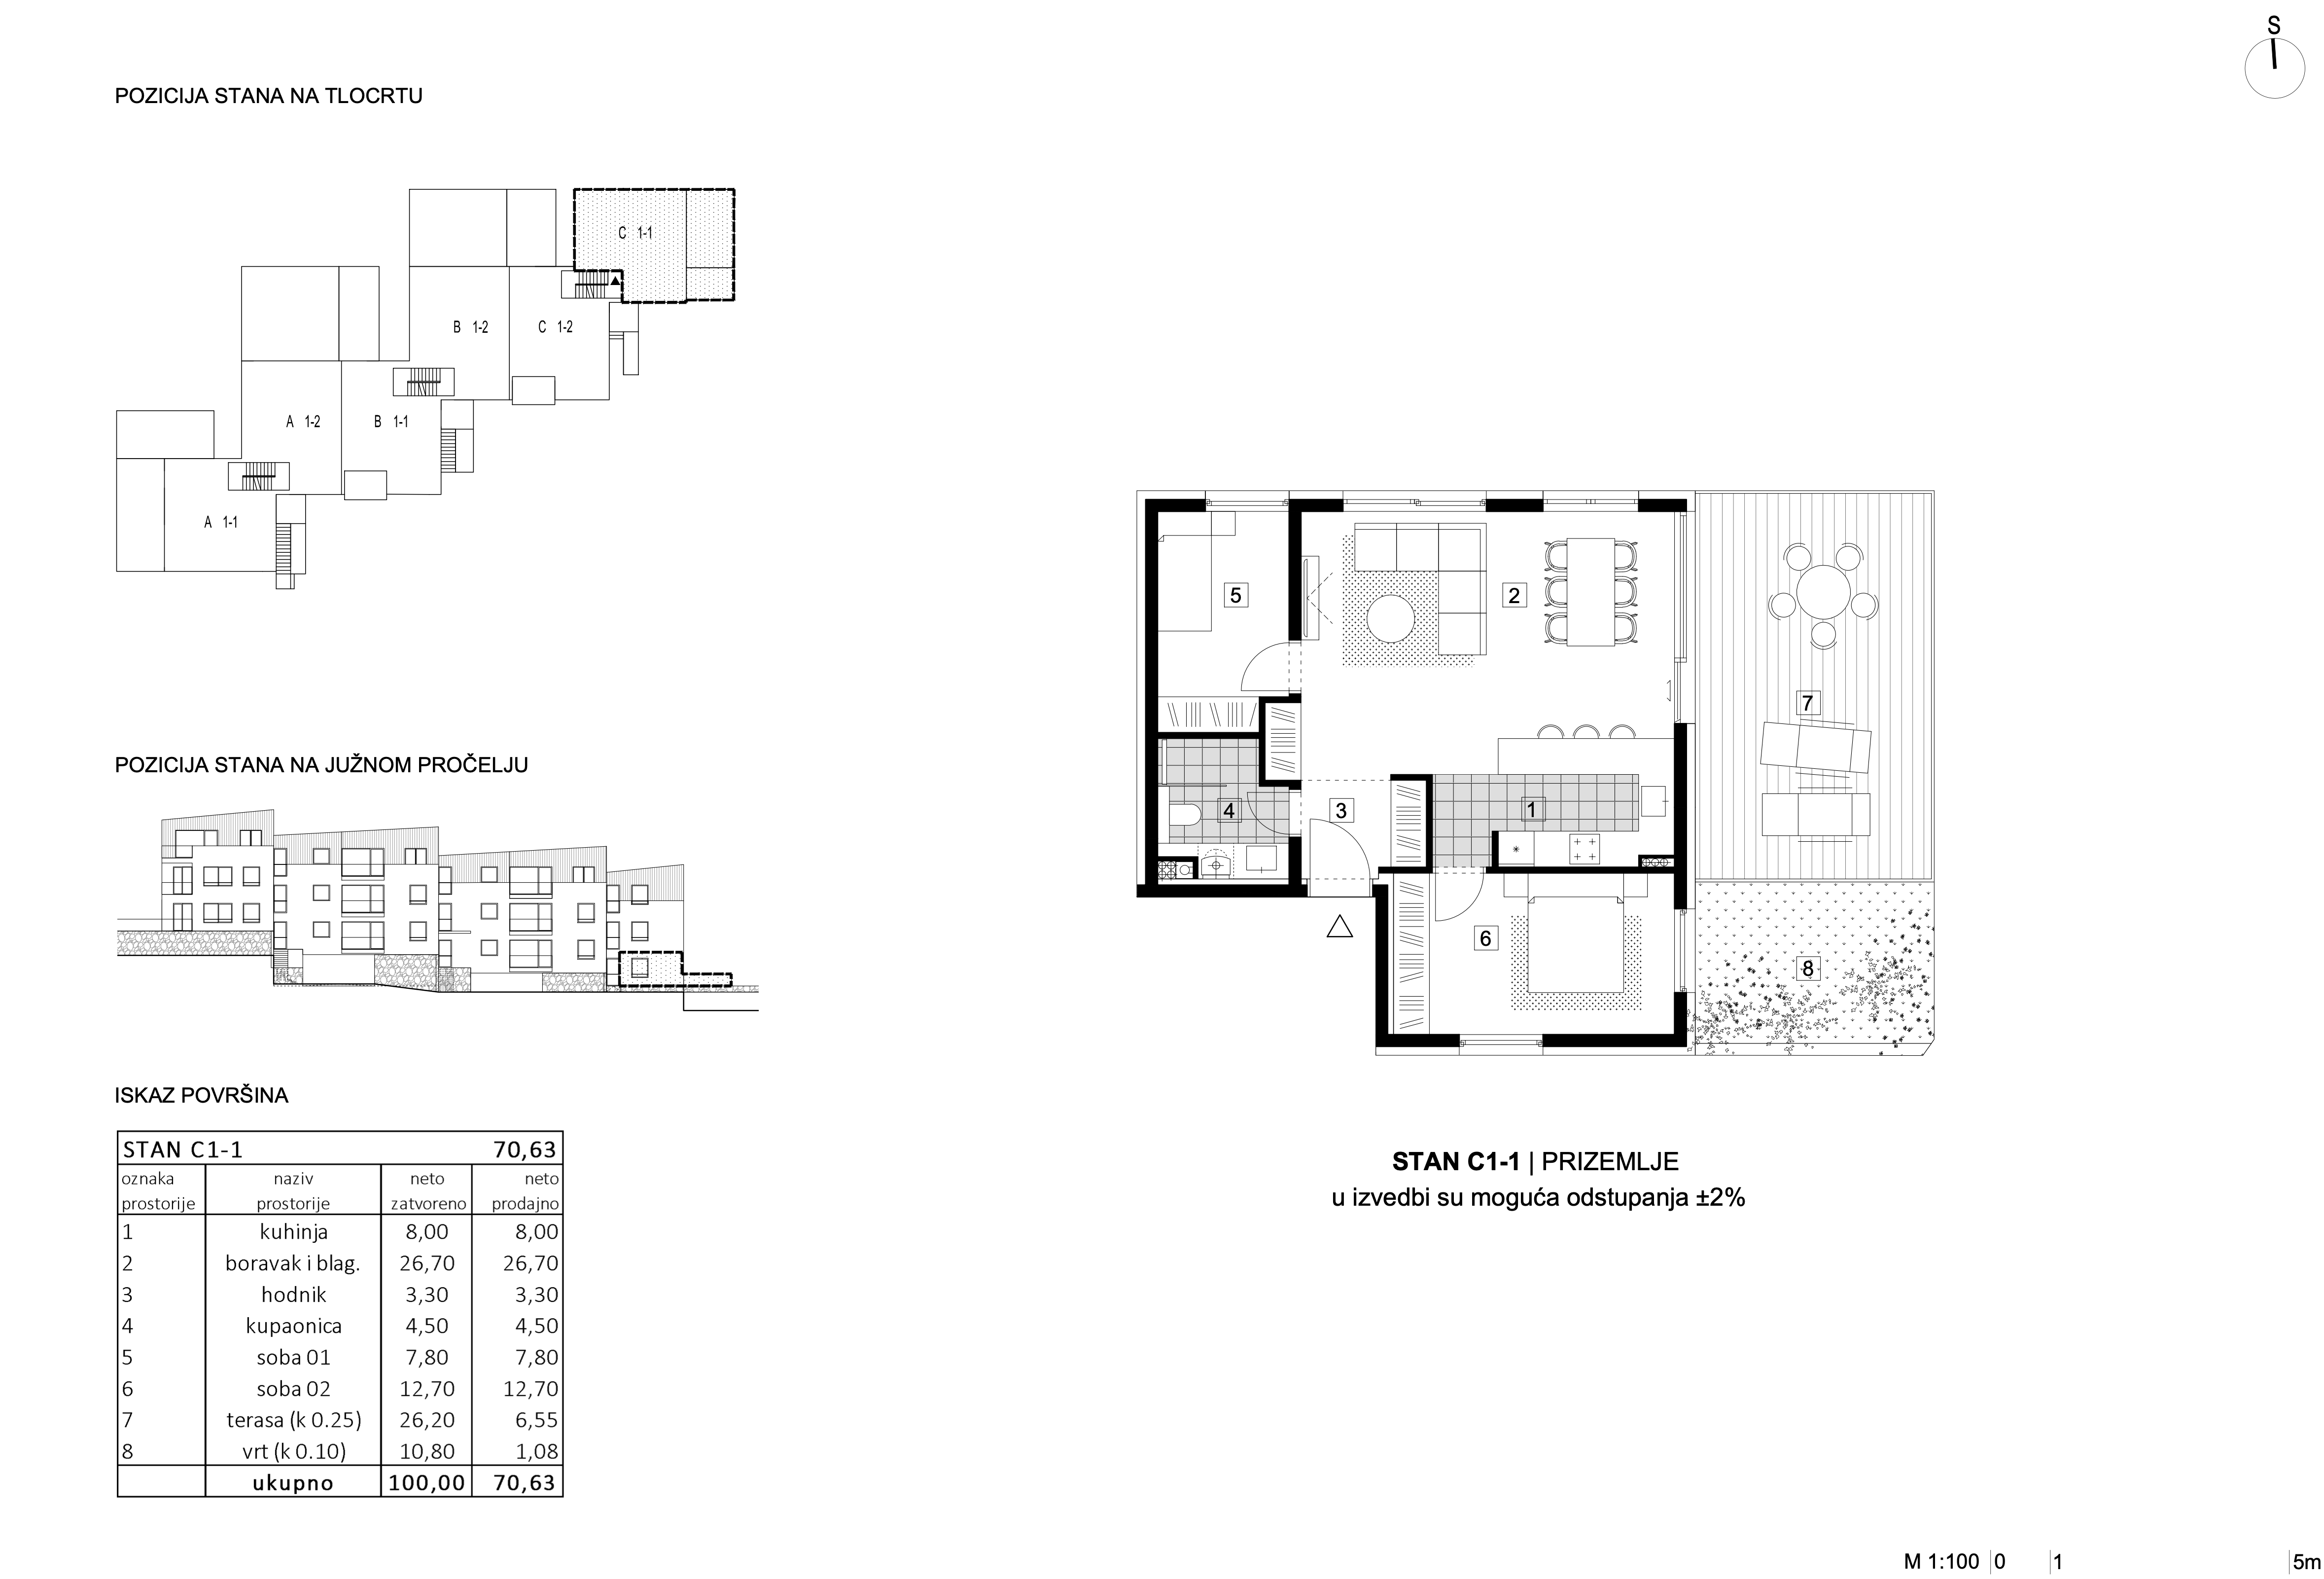 S
POZICIJA STANA NA TLOCRTU
C 1-1
B 1-2
C 1-2
A 1-2
B 1-1
A 1-1
POZICIJA STANA NA JUŽNOM PROČELJU
5
2
7
4
3
1
6
8
ISKAZ POVRŠINA
STAN C1-1 70,63
oznaka prostorije naziv prostorije neto zatvoreno neto prodajno
1 kuhinja 8,00 8,00
2 boravak i blag. 26,70 26,70
3 hodnik 3,30 3,30
4 kupaonica 4,50 4,50
5 soba 01 7,80 7,80
6 soba 02 12,70 12,70
7 terasa (k 0.25) 26,20 6,55
8 vrt (k 0.10) 10,80 1,08
ukupno 100,00 70,63
STAN C1-1 | PRIZEMLJE
u izvedbi su moguća odstupanja ±2%
M 1:100 0 1 5m